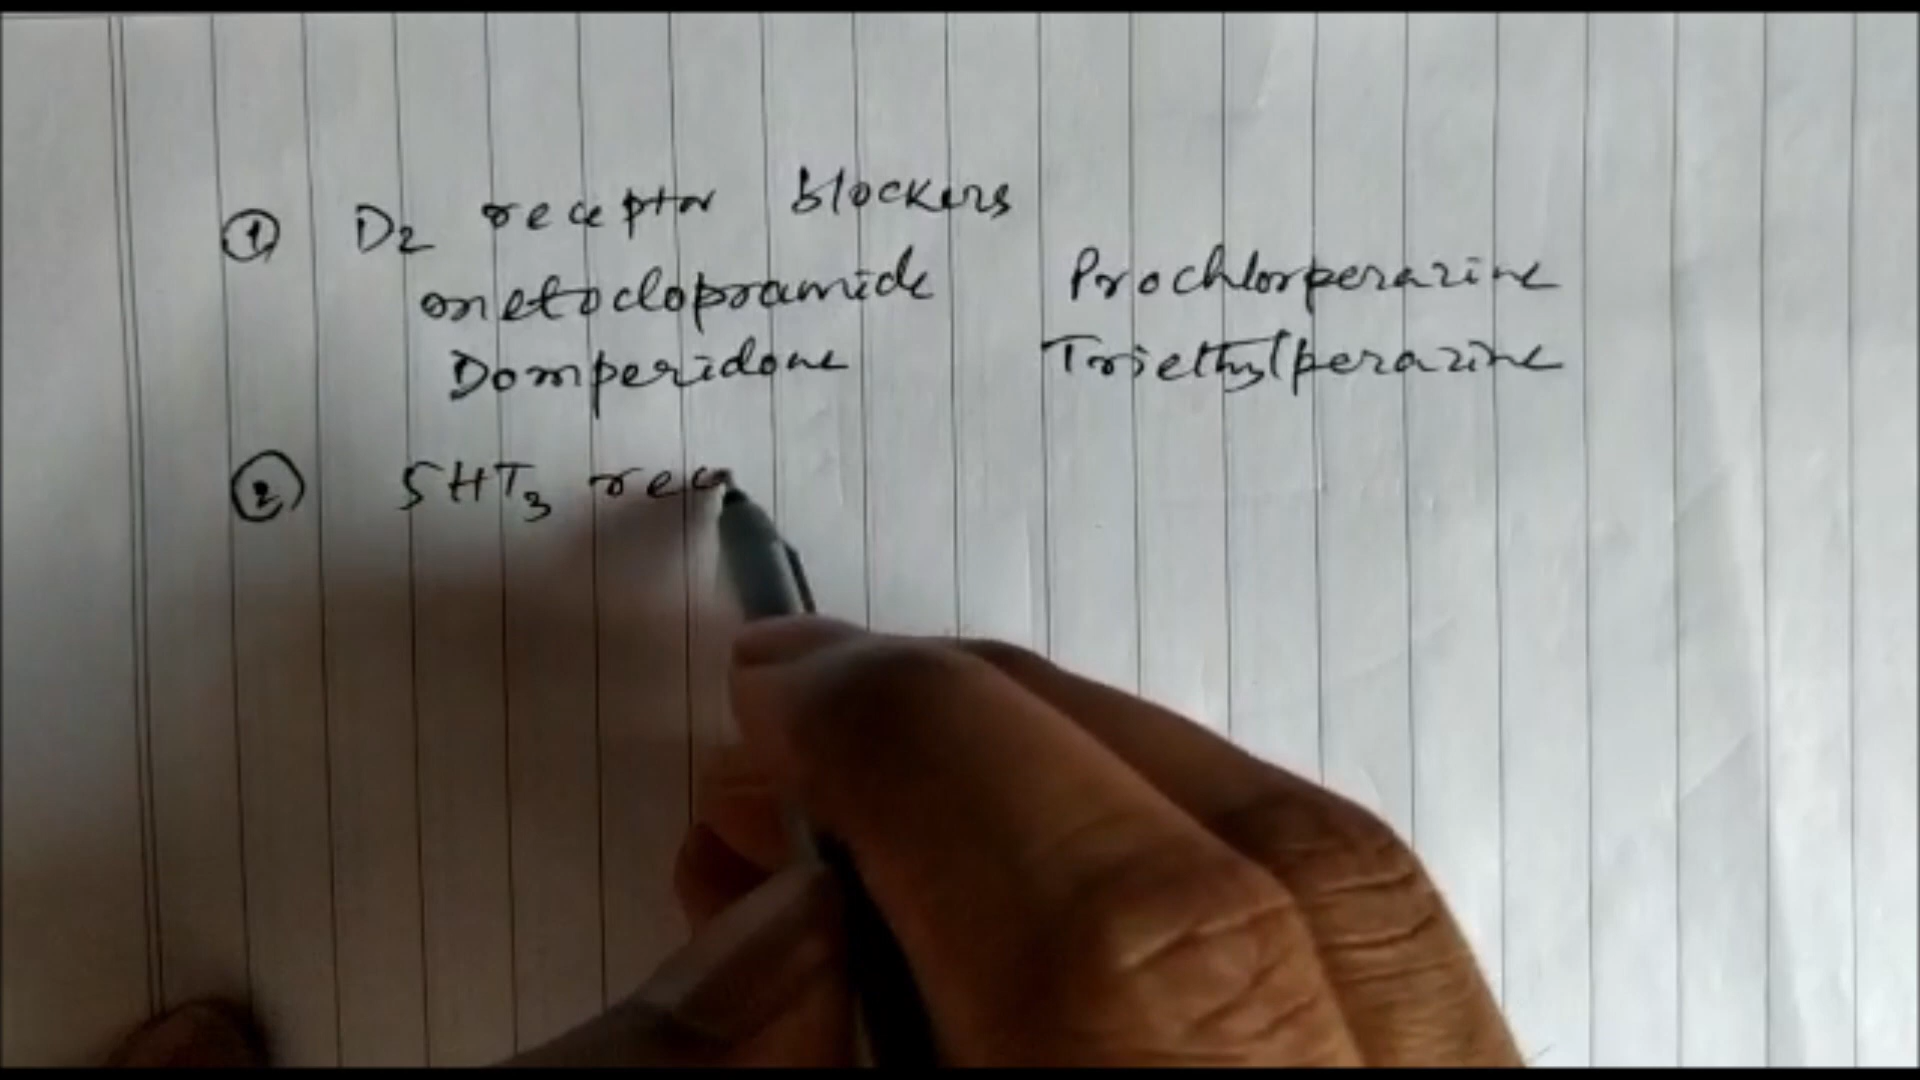 ① D2 receptor blockers
metoclopramide Prochlorperazine
Domperidone Triethylperazine
② 5HT3 rec